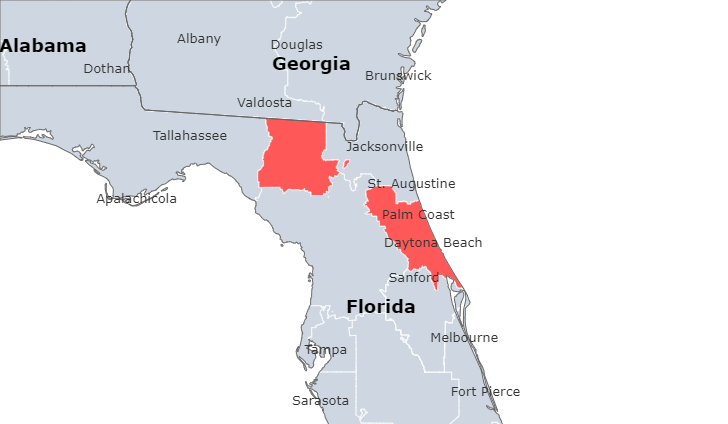 Albany
Douglas
Alabama
Georgia
Dothan
Brunswick
Valdosta
Tallahassee
Jacksonville
St. Augustine
Apalachicola
Palm Coast
Daytona Beach
Sanford
Florida
Melbourne
Tampa
Fort Pierce
Sarasota